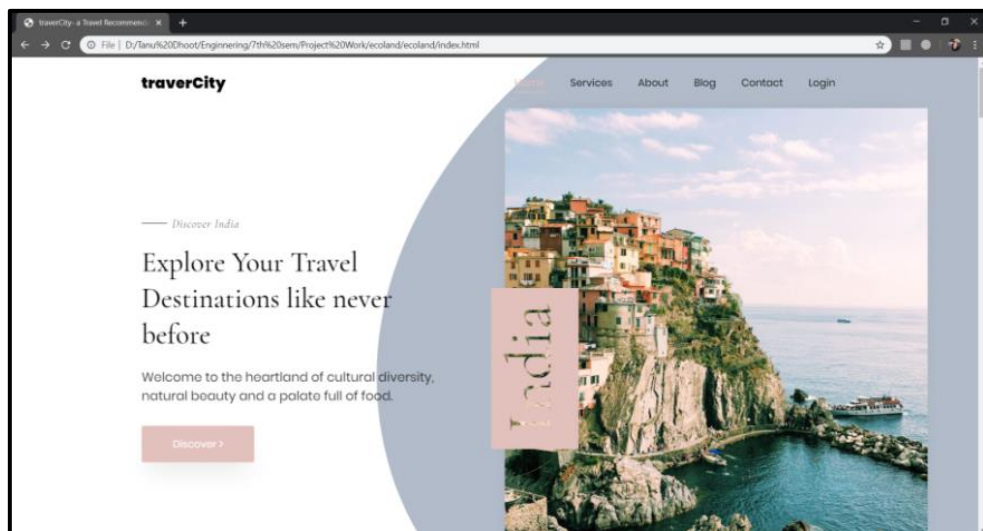 traverCity- a Travel Recommend
File | D:/Tanu%20Dhoot/Enginnering/7th%20sem/Project%20Work/ecoland/ecoland/index.html
traverCity
Home Services About Blog Contact Login
Discover India
Explore Your Travel
Destinations like never
before
Welcome to the heartland of cultural diversity,
natural beauty and a palate full of food.
Discover >
India